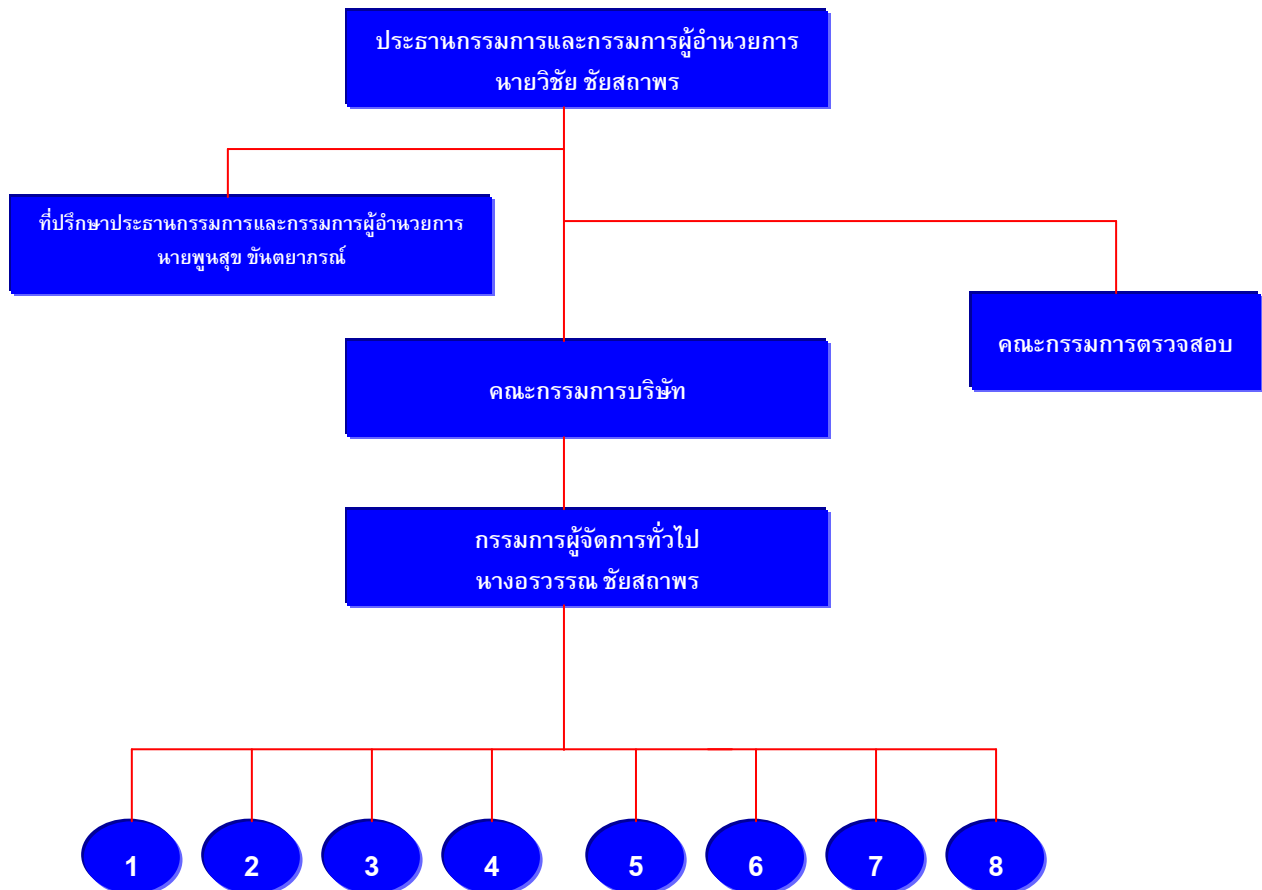 ประธานกรรมการและกรรมการผู้อำนวยการ
นายวิชัย ชัยสถาพร
ที่ปรึกษาประธานกรรมการและกรรมการผู้อำนวยการ
นายพูนสุข ขันตยาภรณ์
คณะกรรมการตรวจสอบ
คณะกรรมการบริษัท
กรรมการผู้จัดการทั่วไป
นางอรวรรณ ชัยสถาพร
1 2 3 4 5 6 7 8